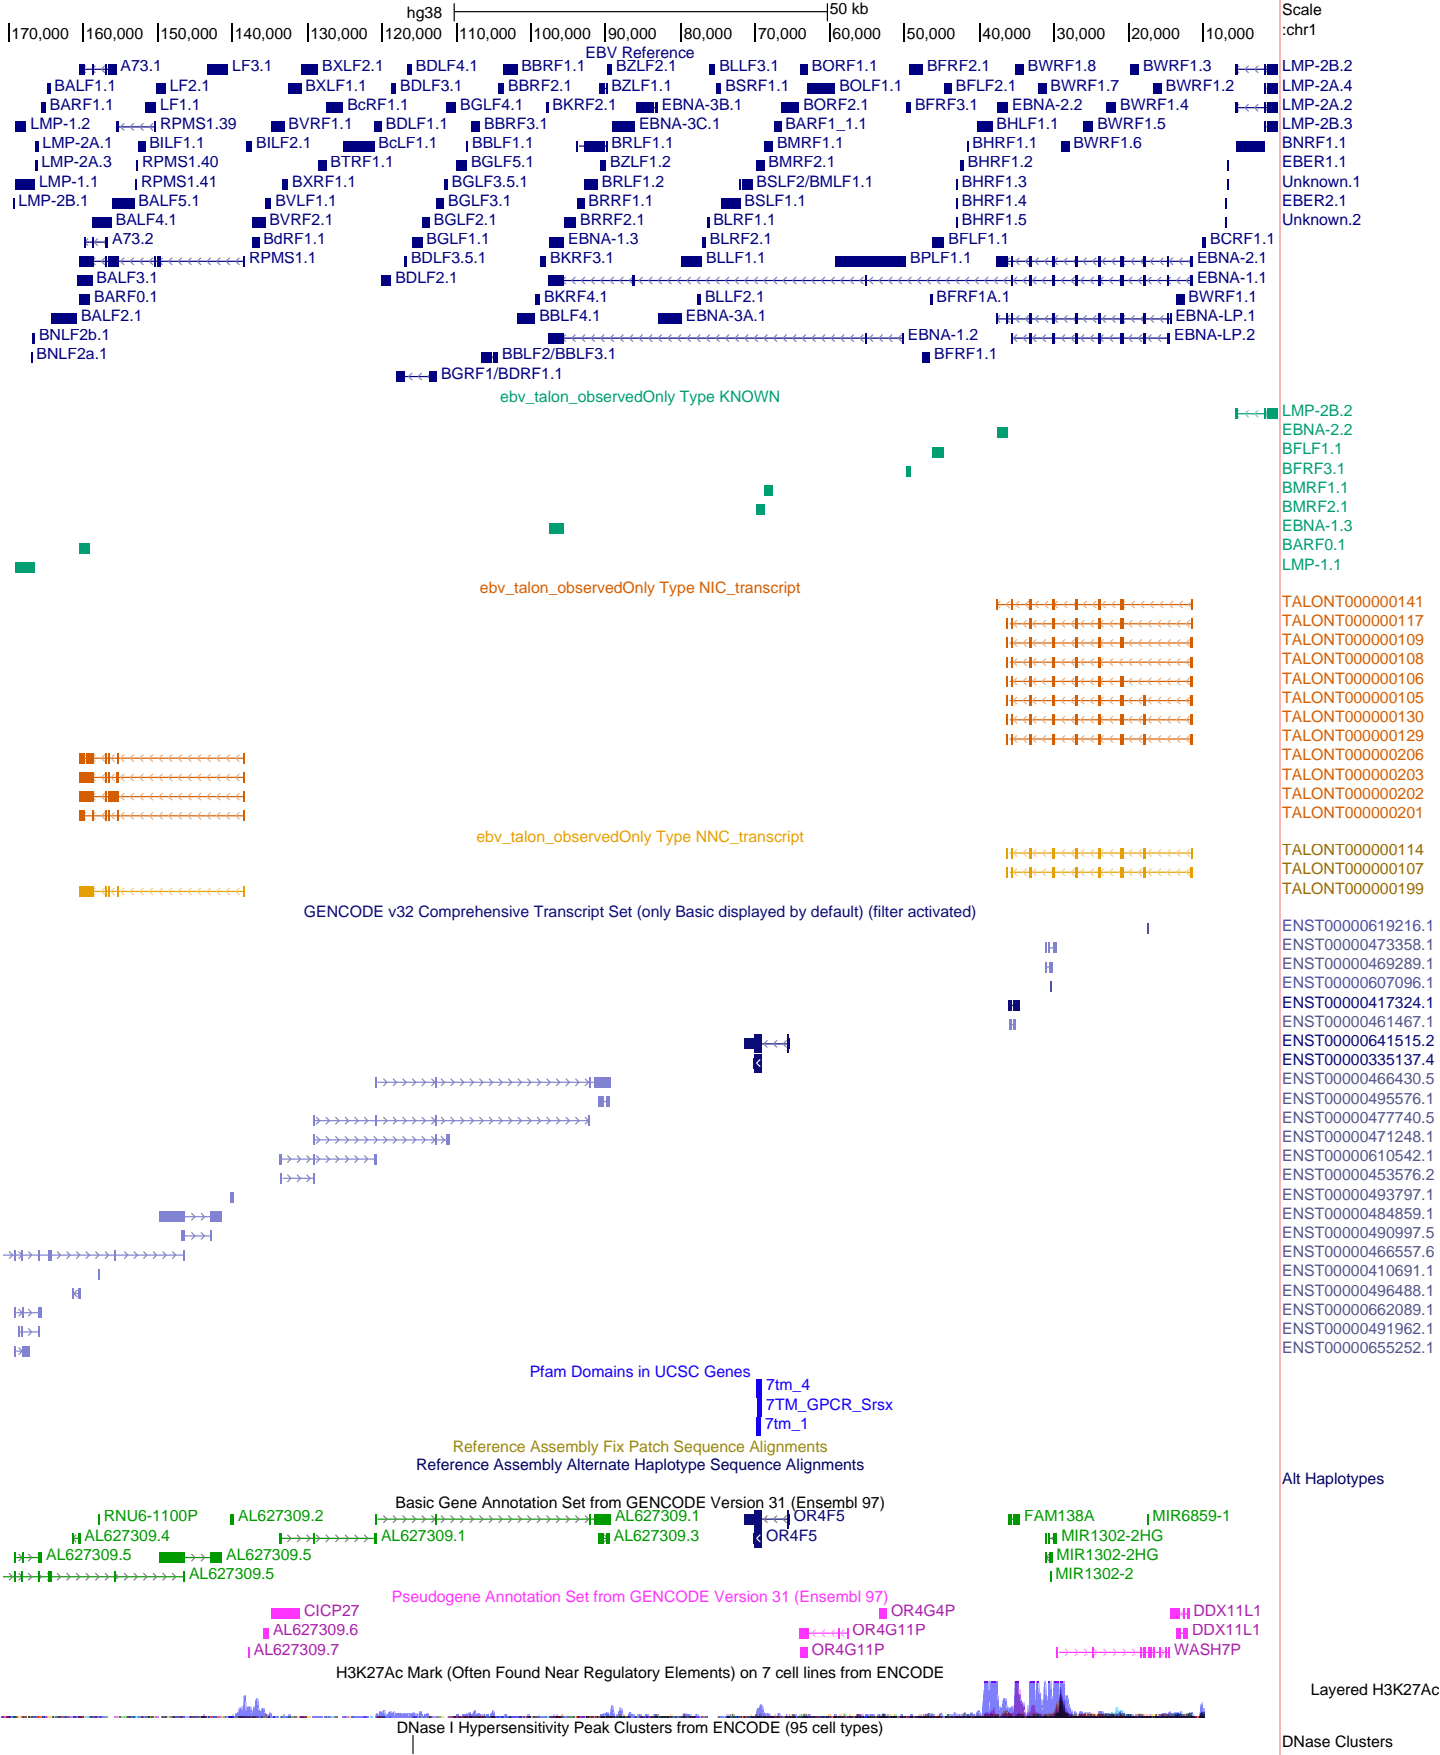 hg38 50 kb Scale
170,000 160,000 150,000 140,000 130,000 120,000 110,000 100,000 90,000 80,000 70,000 60,000 50,000 40,000 30,000 20,000 10,000 :chr1
EBV Reference
A73.1 LF3.1 BXLF2.1 BDLF4.1 BBRF1.1 BZLF2.1 BLLF3.1 BORF1.1 BFRF2.1 BWRF1.8 BWRF1.3 LMP-2B.2
BALF1.1 LF2.1 BXLF1.1 BDLF3.1 BBRF2.1 BZLF1.1 BSRF1.1 BOLF1.1 BFLF2.1 BWRF1.7 BWRF1.2 LMP-2A.4
BARF1.1 LF1.1 BcRF1.1 BGLF4.1 BKRF2.1 EBNA-3B.1 BORF2.1 BFRF3.1 EBNA-2.2 BWRF1.4 LMP-2A.2
LMP-1.2 RPMS1.39 BVRF1.1 BDLF1.1 BBRF3.1 EBNA-3C.1 BARF1_1.1 BHLF1.1 BWRF1.5 LMP-2B.3
LMP-2A.1 BILF1.1 BILF2.1 BcLF1.1 BBLF1.1 BRLF1.1 BMRF1.1 BHRF1.1 BWRF1.6 BNRF1.1
LMP-2A.3 RPMS1.40 BTRF1.1 BGLF5.1 BZLF1.2 BMRF2.1 BHRF1.2 EBER1.1
LMP-1.1 RPMS1.41 BXRF1.1 BGLF3.5.1 BRLF1.2 BSLF2/BMLF1.1 BHRF1.3 Unknown.1
LMP-2B.1 BALF5.1 BVLF1.1 BGLF3.1 BRRF1.1 BSLF1.1 BHRF1.4 EBER2.1
BALF4.1 BVRF2.1 BGLF2.1 BRRF2.1 BLRF1.1 BHRF1.5 Unknown.2
A73.2 BdRF1.1 BGLF1.1 EBNA-1.3 BLRF2.1 BFLF1.1 BCRF1.1
RPMS1.1 BDLF3.5.1 BKRF3.1 BLLF1.1 BPLF1.1 EBNA-2.1
BALF3.1 BDLF2.1 EBNA-1.1
BARF0.1 BKRF4.1 BLLF2.1 BFRF1A.1 BWRF1.1
BALF2.1 BBLF4.1 EBNA-3A.1 EBNA-LP.1
BNLF2b.1 EBNA-1.2 EBNA-LP.2
BNLF2a.1 BBLF2/BBLF3.1 BFRF1.1
BGRF1/BDRF1.1
ebv_talon_observedOnly Type KNOWN
LMP-2B.2
EBNA-2.2
BFLF1.1
BFRF3.1
BMRF1.1
BMRF2.1
EBNA-1.3
BARF0.1
LMP-1.1
ebv_talon_observedOnly Type NIC_transcript
TALONT000000141
TALONT000000117
TALONT000000109
TALONT000000108
TALONT000000106
TALONT000000105
TALONT000000130
TALONT000000129
TALONT000000206
TALONT000000203
TALONT000000202
TALONT000000201
ebv_talon_observedOnly Type NNC_transcript
TALONT000000114
TALONT000000107
TALONT000000199
GENCODE v32 Comprehensive Transcript Set (only Basic displayed by default) (filter activated)
ENST00000619216.1
ENST00000473358.1
ENST00000469289.1
ENST00000607096.1
ENST00000417324.1
ENST00000461467.1
ENST00000641515.2
ENST00000335137.4
ENST00000466430.5
ENST00000495576.1
ENST00000477740.5
ENST00000471248.1
ENST00000610542.1
ENST00000453576.2
ENST00000493797.1
ENST00000484859.1
ENST00000490997.5
ENST00000466557.6
ENST00000410691.1
ENST00000496488.1
ENST00000662089.1
ENST00000491962.1
ENST00000655252.1
Pfam Domains in UCSC Genes
7tm_4
7TM_GPCR_Srsx
7tm_1
Reference Assembly Fix Patch Sequence Alignments
Reference Assembly Alternate Haplotype Sequence Alignments
Alt Haplotypes
Basic Gene Annotation Set from GENCODE Version 31 (Ensembl 97)
RNU6-1100P AL627309.2 AL627309.1 OR4F5 FAM138A MIR6859-1
AL627309.4 AL627309.1 AL627309.3 OR4F5 MIR1302-2HG
AL627309.5 AL627309.5 MIR1302-2HG
AL627309.5 MIR1302-2
Pseudogene Annotation Set from GENCODE Version 31 (Ensembl 97)
CICP27 OR4G4P DDX11L1
AL627309.6 OR4G11P DDX11L1
AL627309.7 OR4G11P WASH7P
H3K27Ac Mark (Often Found Near Regulatory Elements) on 7 cell lines from ENCODE
Layered H3K27Ac
DNase I Hypersensitivity Peak Clusters from ENCODE (95 cell types)
DNase Clusters